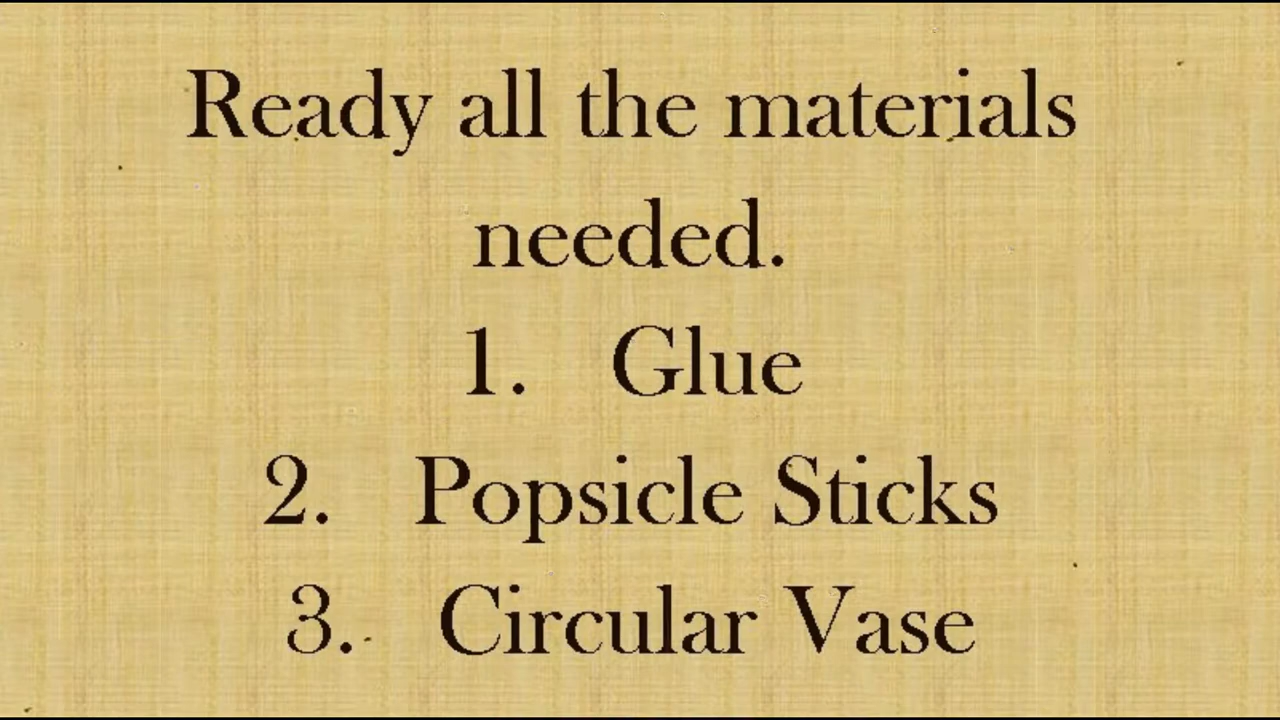 Ready all the materials
needed.
1. Glue
2. Popsicle Sticks
3. Circular Vase